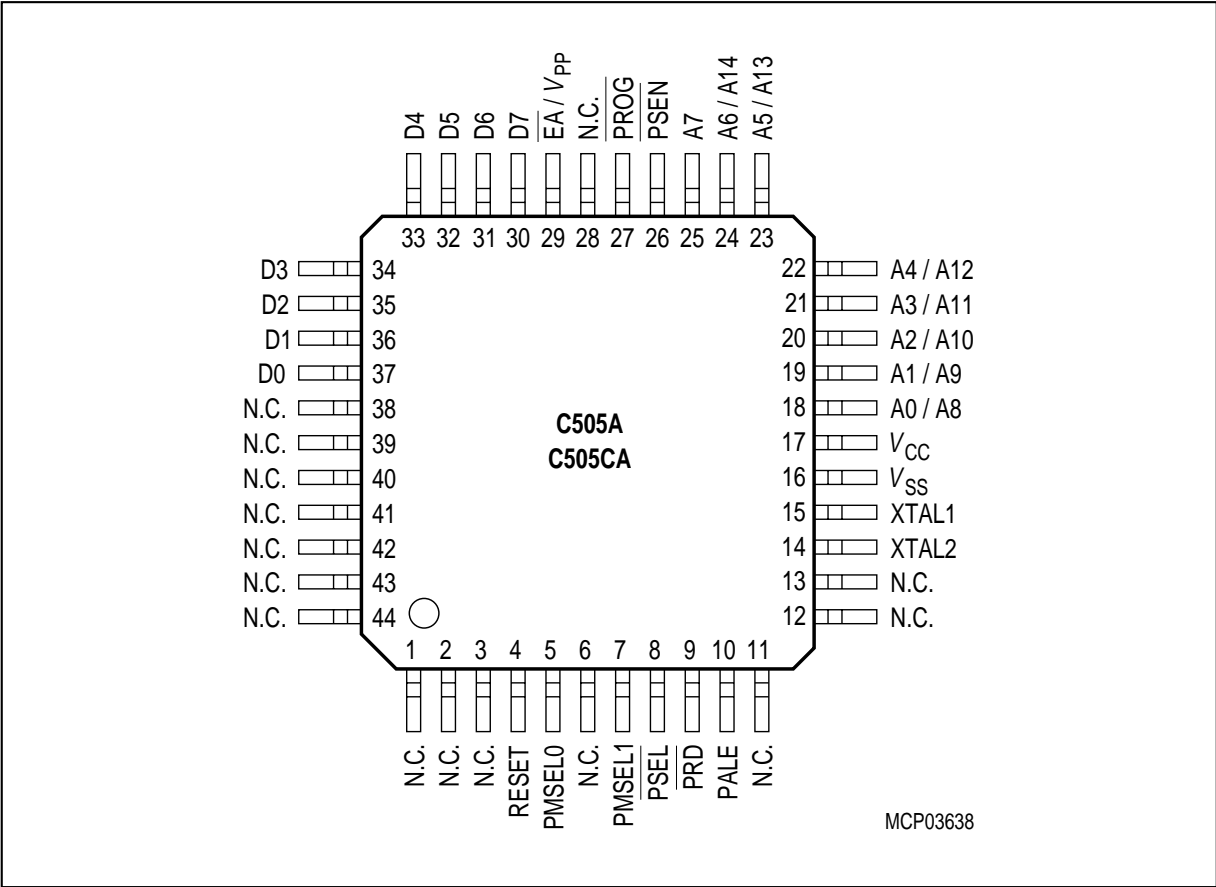 D4
D5
D6
D7
EA / VPP
N.C.
PROG
PSEN
A7
A6 / A14
A5 / A13
33 32 31 30 29 28 27 26 25 24 23
D3 34
D2 35
D1 36
D0 37
N.C. 38
N.C. 39
N.C. 40
N.C. 41
N.C. 42
N.C. 43
N.C. 44
C505A
C505CA
22 A4 / A12
21 A3 / A11
20 A2 / A10
19 A1 / A9
18 A0 / A8
17 VCC
16 VSS
15 XTAL1
14 XTAL2
13 N.C.
12 N.C.
1 2 3 4 5 6 7 8 9 10 11
N.C.
N.C.
N.C.
RESET
PMSEL0
N.C.
PMSEL1
PSEL
PRD
PALE
N.C.
MCP03638